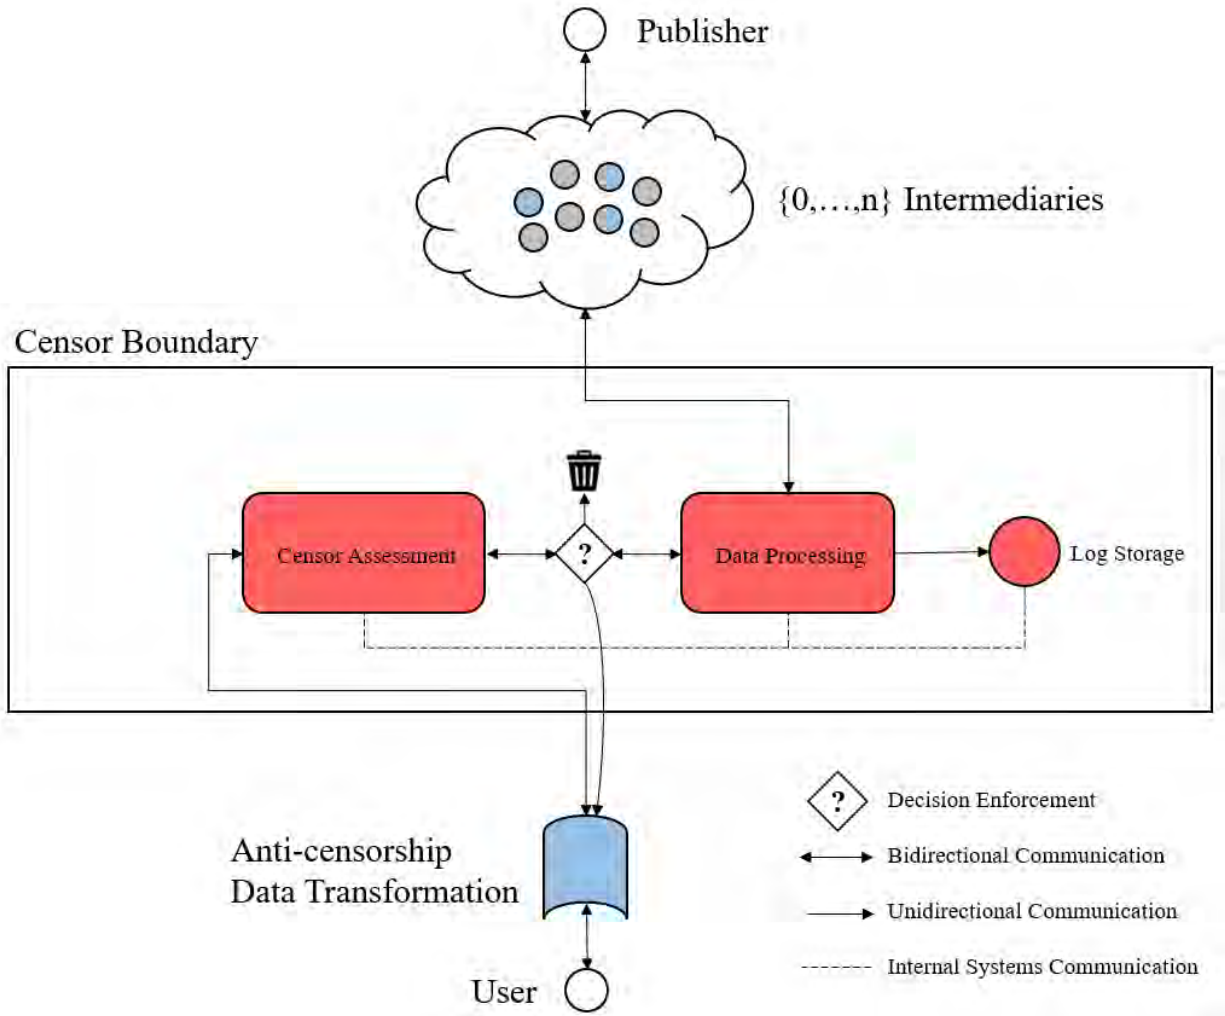 Publisher
{0,…,n} Intermediaries
Censor Boundary
Censor Assessment
?
Data Processing
Log Storage
Anti-censorship
Data Transformation
User
? Decision Enforcement
Bidirectional Communication
Unidirectional Communication
Internal Systems Communication